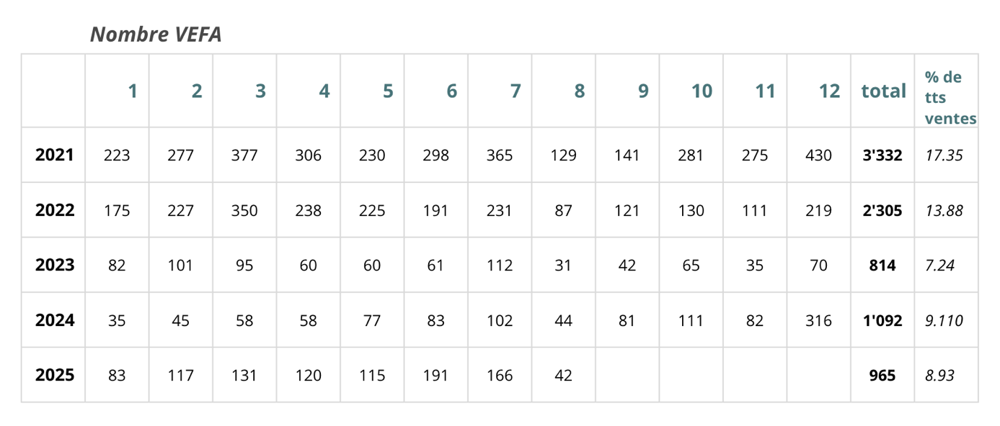 Nombre VEFA
1 2 3 4 5 6 7 8 9 10 11 12 total % de tts ventes
2021 223 277 377 306 230 298 365 129 141 281 275 430 3'332 17.35
2022 175 227 350 238 225 191 231 87 121 130 111 219 2'305 13.88
2023 82 101 95 60 60 61 112 31 42 65 35 70 814 7.24
2024 35 45 58 58 77 83 102 44 81 111 82 316 1'092 9.110
2025 83 117 131 120 115 191 166 42 965 8.93